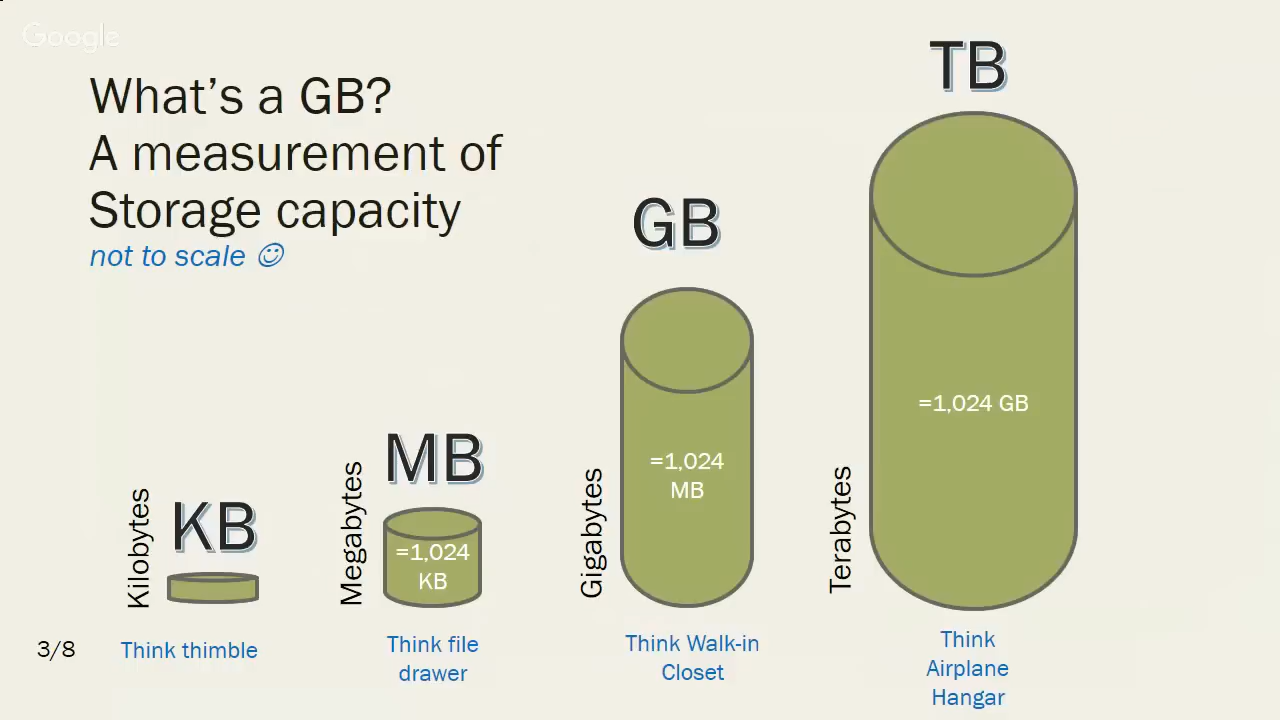 Google
What's a GB?
A measurement of
Storage capacity
not to scale ☺
TB
GB
MB
KB
Kilobytes
Megabytes
=1,024
KB
Gigabytes
=1,024
MB
Terabytes
=1,024 GB
3/8
Think thimble
Think file
drawer
Think Walk-in
Closet
Think
Airplane
Hangar